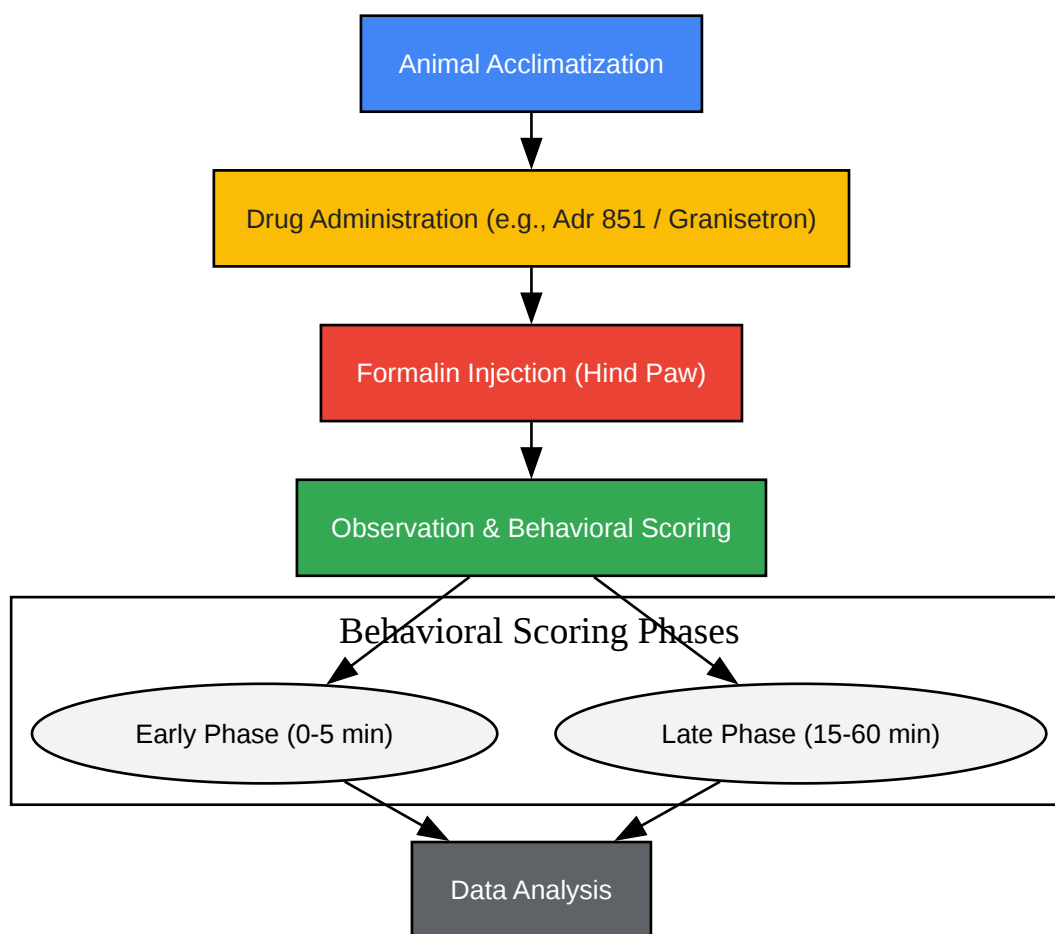 Animal Acclimatization
Drug Administration (e.g., Adr 851 / Granisetron)
Formalin Injection (Hind Paw)
Observation & Behavioral Scoring
Behavioral Scoring Phases
Early Phase (0-5 min)
Late Phase (15-60 min)
Data Analysis